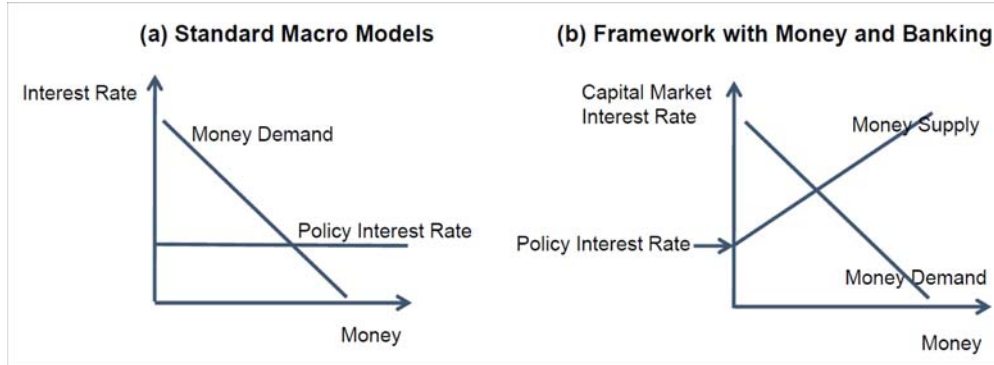 (a) Standard Macro Models
Interest Rate
Money Demand
Policy Interest Rate
Money
(b) Framework with Money and Banking
Capital Market
Interest Rate
Money Supply
Policy Interest Rate
Money Demand
Money